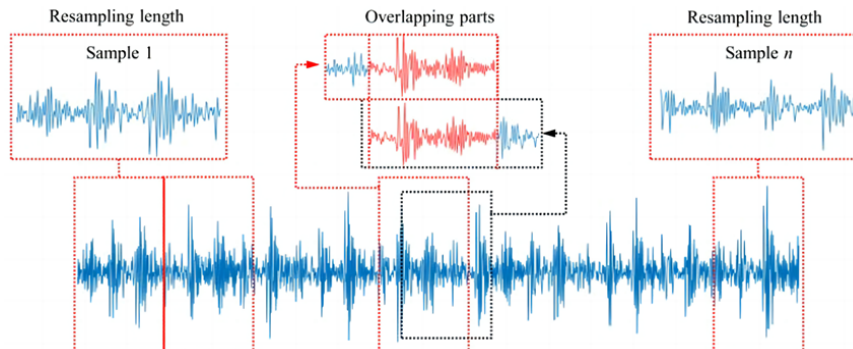 Resampling length
Overlapping parts
Resampling length
Sample 1
Sample n